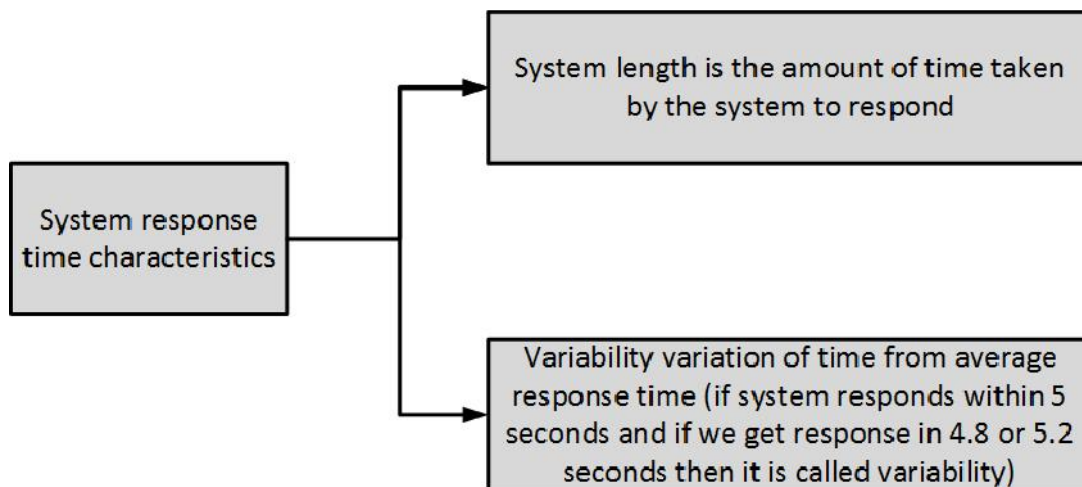 System length is the amount of time taken
by the system to respond
System response
time characteristics
Variability variation of time from average
response time (if system responds within 5
seconds and if we get response in 4.8 or 5.2
seconds then it is called variability)